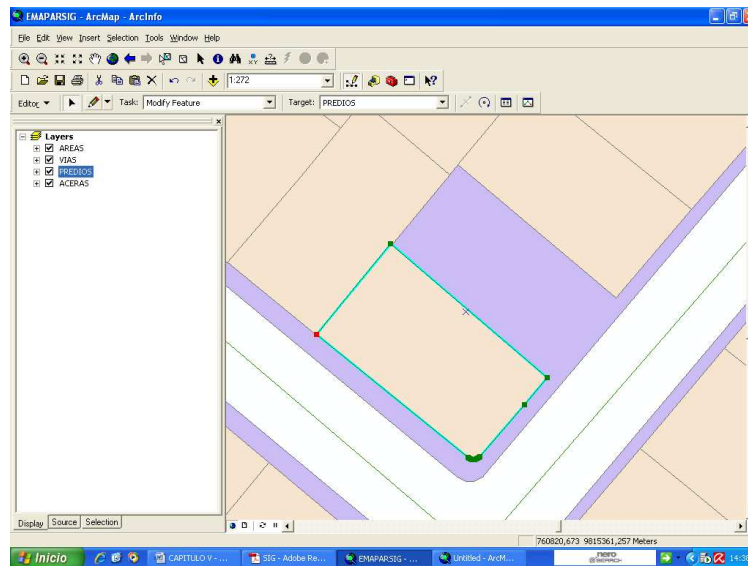 EMAPARSIG - ArcMap - ArcInfo
File Edit View Insert Selection Tools Window Help
1:272
Editor Task: Modify Feature Target: PREDIOS
Layers
AREAS
VIAS
PREDIOS
ACERAS
Display Source Selection
760820,673 9815361,257 Meters
Inicio CAPITULO V - ... SIG - Adobe Re... EMAPARSIG - ... Untitled - ArcM... nero SEARCH 14:36